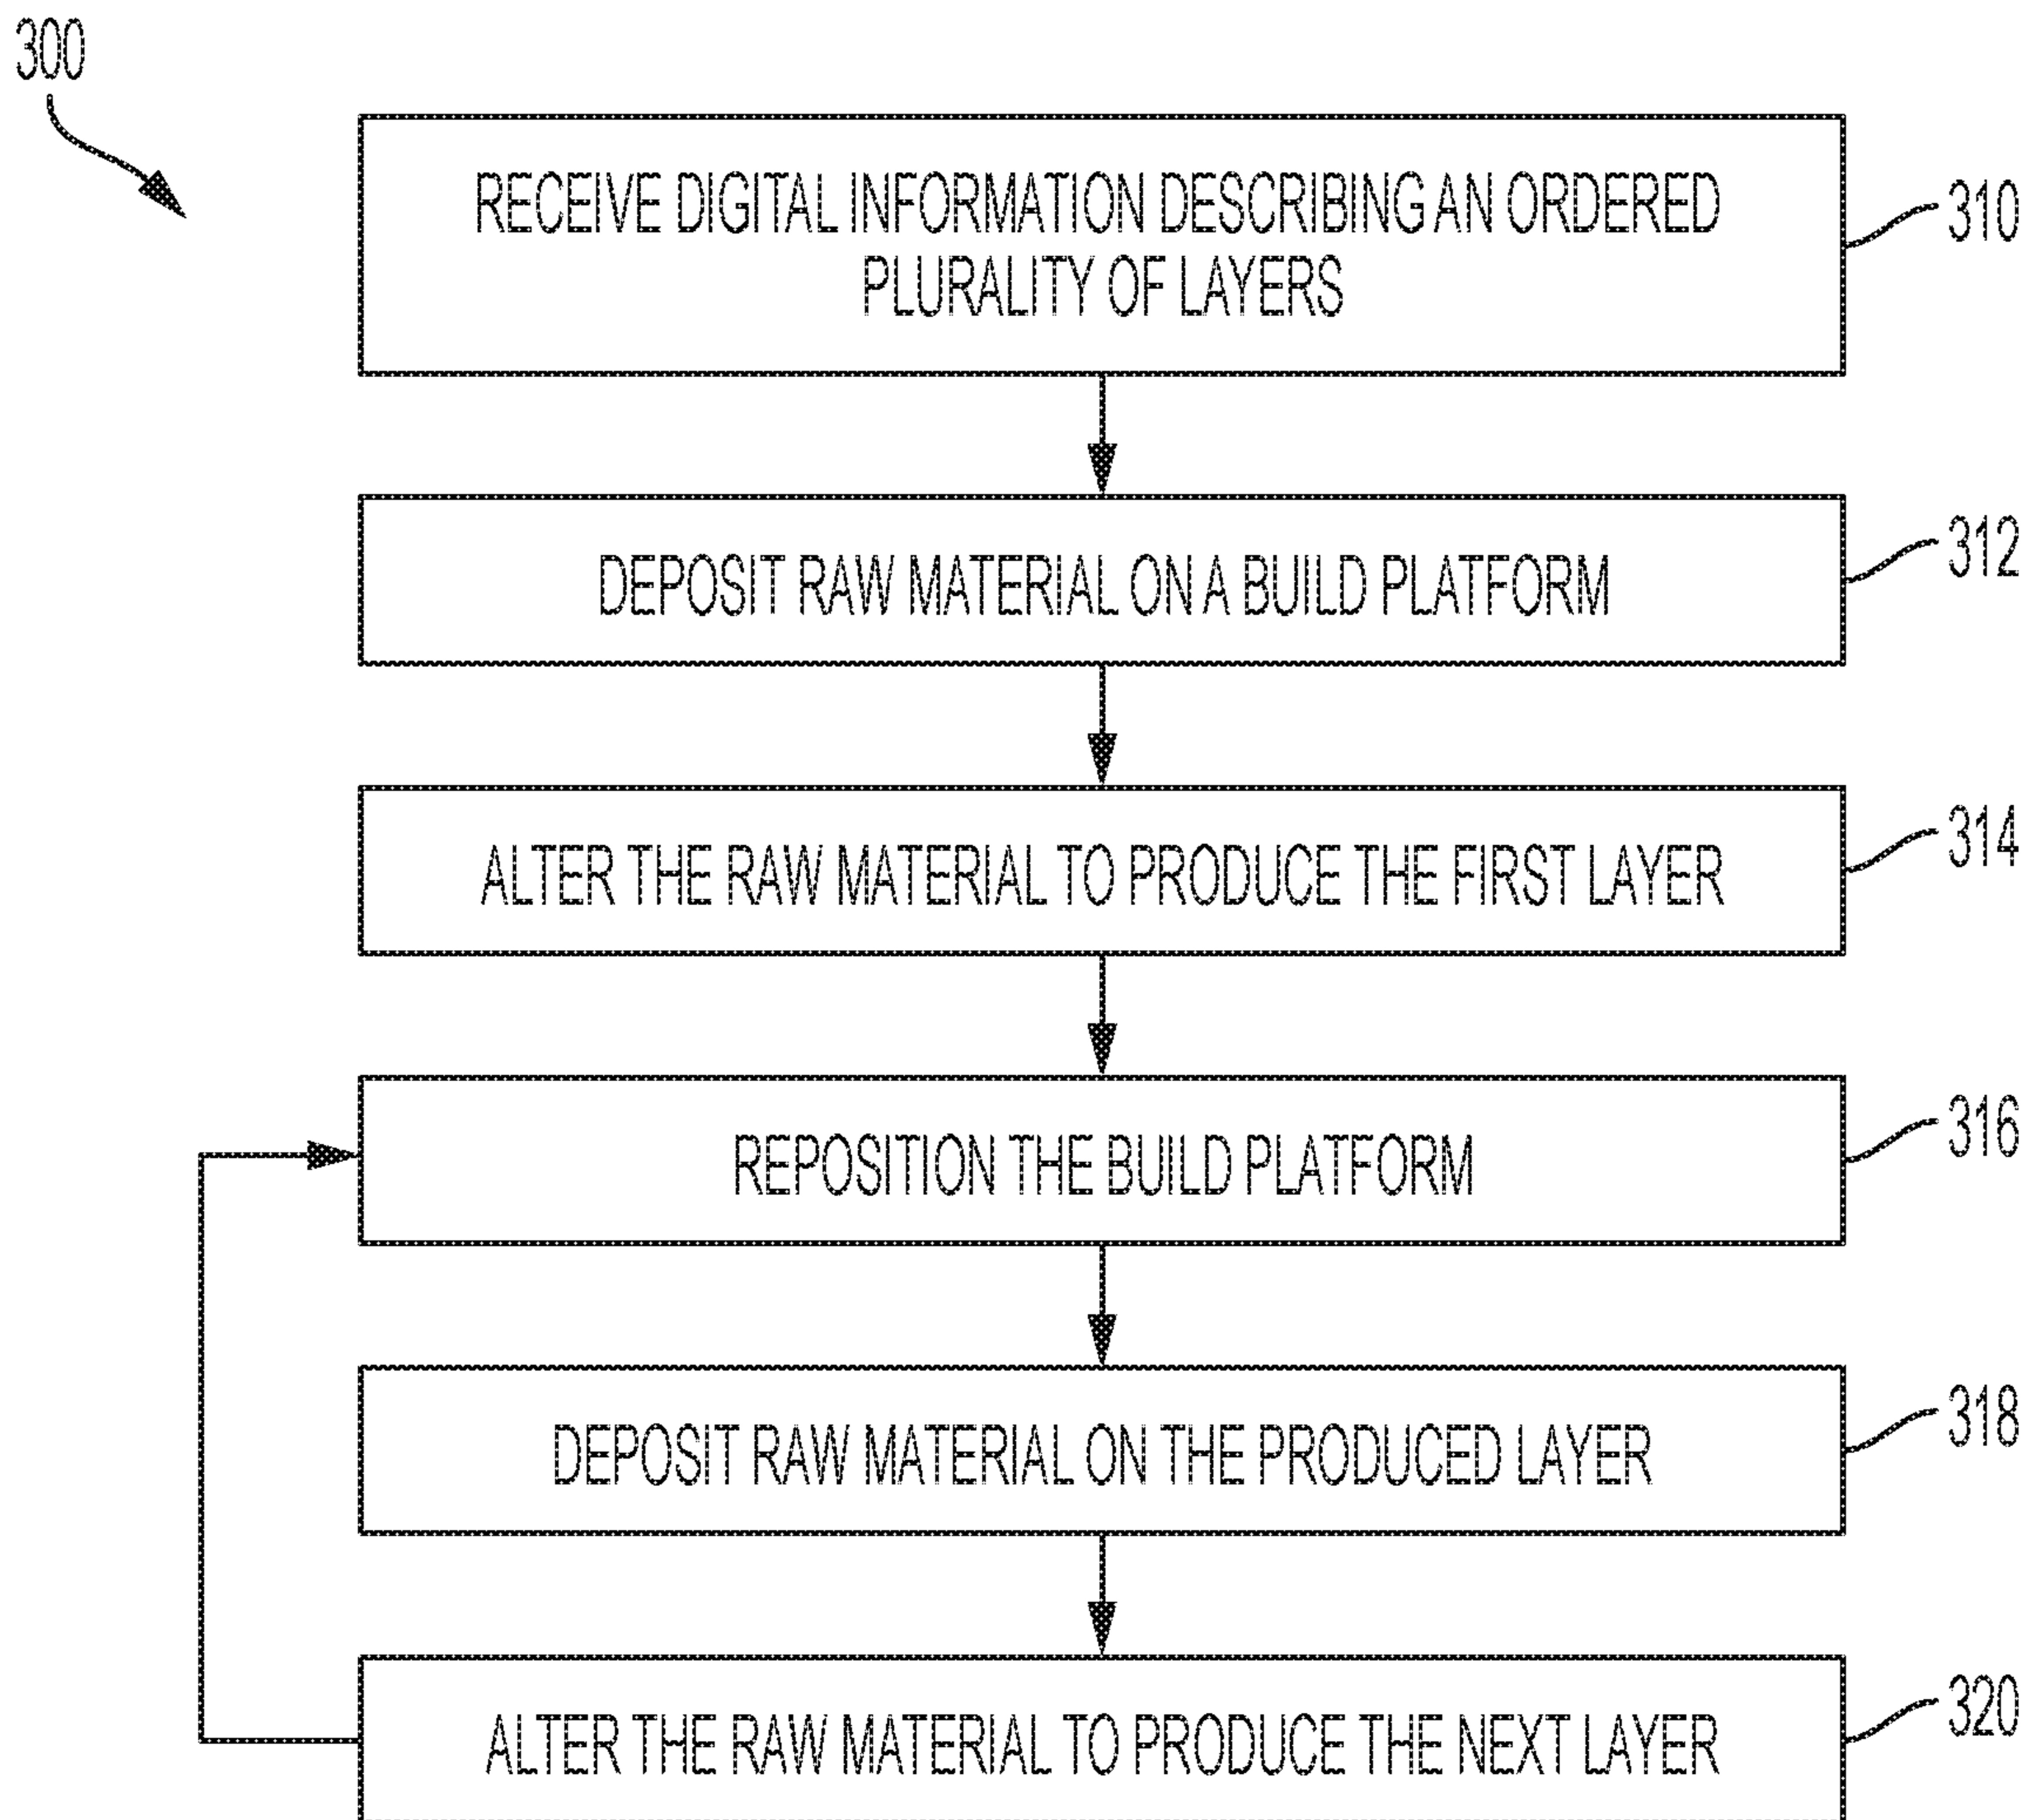 300
RECEIVE DIGITAL INFORMATION DESCRIBING AN ORDERED
PLURALITY OF LAYERS
310
DEPOSIT RAW MATERIAL ON A BUILD PLATFORM
312
ALTER THE RAW MATERIAL TO PRODUCE THE FIRST LAYER
314
REPOSITION THE BUILD PLATFORM
316
DEPOSIT RAW MATERIAL ON THE PRODUCED LAYER
318
ALTER THE RAW MATERIAL TO PRODUCE THE NEXT LAYER
320